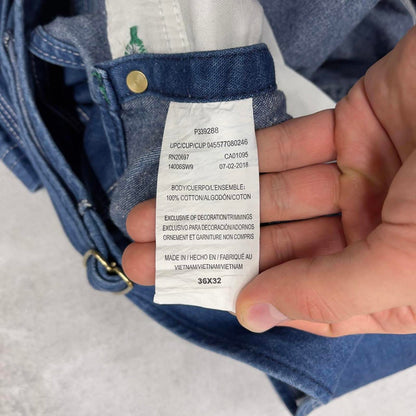 P339288
UPC/CUP/CUP 045577080246
RN20697 CA01095
14006SW9 07-02-2018
BODY/CUERPO/L'ENSEMBLE:
100% COTTON/ALGODÓN/COTON
EXCLUSIVE OF DECORATION/TRIMMINGS
EXCLUSIVO PARA DECORACIÓN/ADORNOS
ORNEMENT ET GARNITURE NON COMPRIS
MADE IN / HECHO EN / FABRIQUÉ AU
VIETNAM/VIETNAM/VIETNAM
36X32